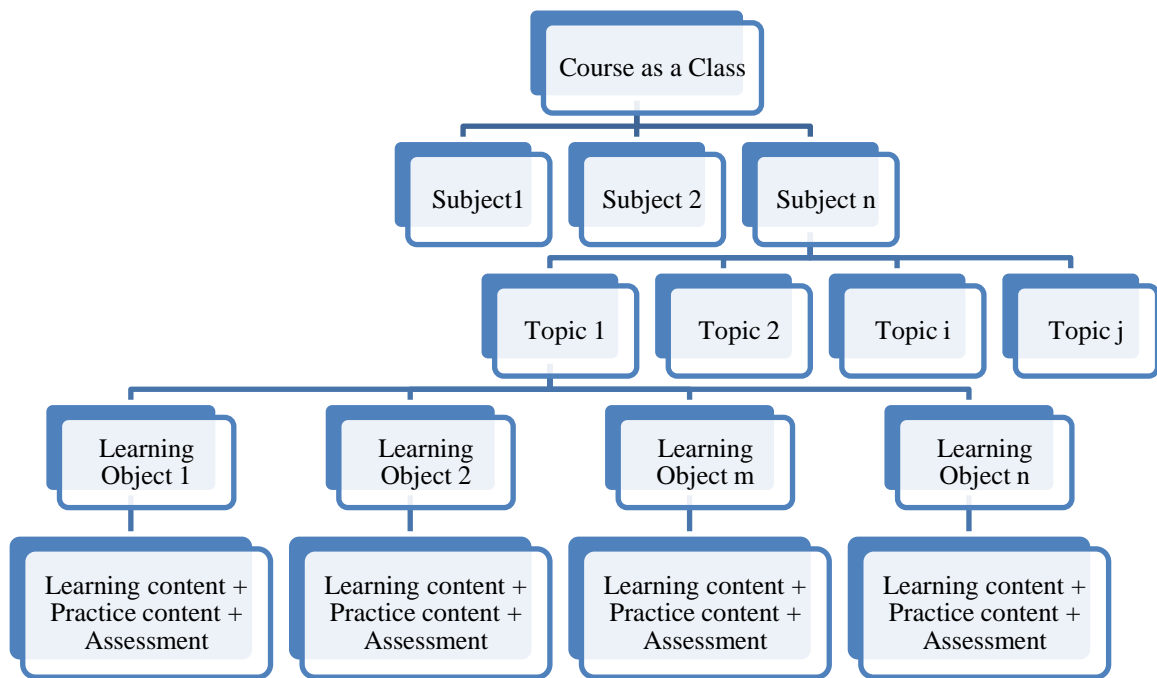 Course as a Class
Subject1
Subject 2
Subject n
Topic 1
Topic 2
Topic i
Topic j
Learning
Object 1
Learning
Object 2
Learning
Object m
Learning
Object n
Learning content +
Practice content +
Assessment
Learning content +
Practice content +
Assessment
Learning content +
Practice content +
Assessment
Learning content +
Practice content +
Assessment